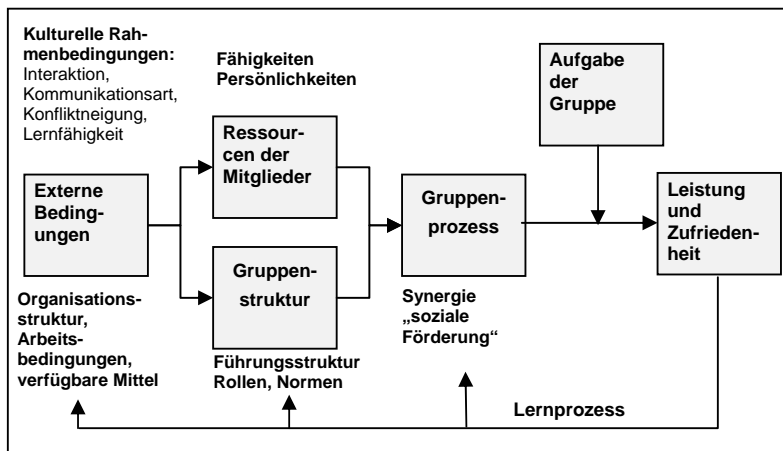 Kulturelle Rah-
menbedingungen:
Interaktion,
Kommunikationsart,
Konfliktneigung,
Lernfähigkeit
Fähigkeiten
Persönlichkeiten
Aufgabe
der
Gruppe
Ressour-
cen der
Mitglieder
Externe
Beding-
ungen
Gruppen-
prozess
Leistung
und
Zufrieden-
heit
Gruppen-
struktur
Organisations-
struktur,
Arbeits-
bedingungen,
verfügbare Mittel
Synergie
„soziale
Förderung“
Führungsstruktur
Rollen, Normen
Lernprozess